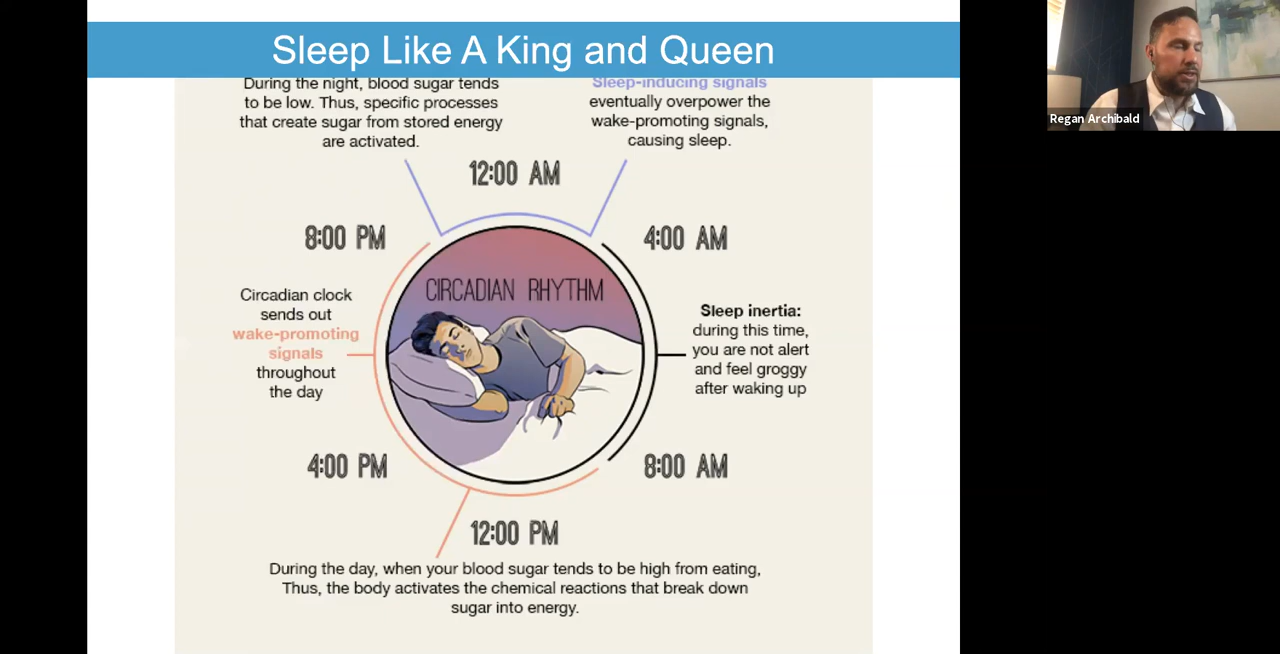 Sleep Like A King and Queen
During the night, blood sugar tends
to be low. Thus, specific processes
that create sugar from stored energy
are activated.
Sleep-inducing signals
eventually overpower the
wake-promoting signals,
causing sleep.
12:00 AM
8:00 PM
4:00 AM
CIRCADIAN RHYTHM
Circadian clock
sends out
wake-promoting
signals
throughout
the day
Sleep inertia:
during this time,
you are not alert
and feel groggy
after waking up
4:00 PM
8:00 AM
12:00 PM
During the day, when your blood sugar tends to be high from eating,
Thus, the body activates the chemical reactions that break down
sugar into energy.
Regan Archibald